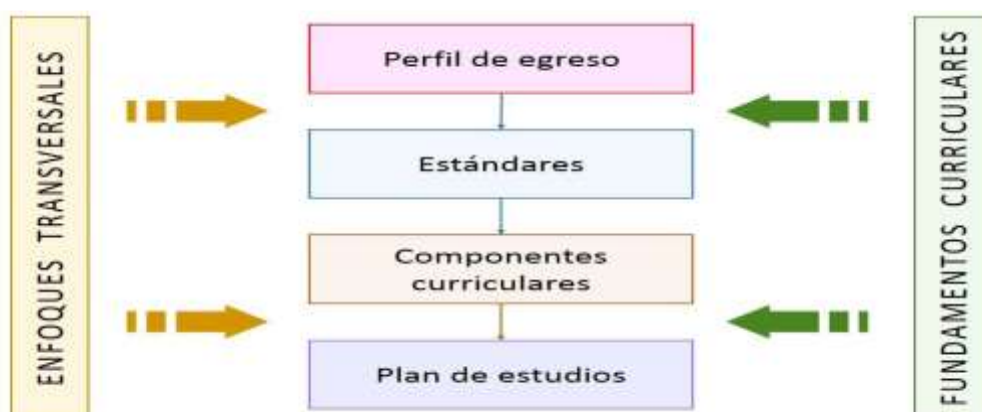 ENFOQUES TRANSVERSALES
Perfil de egreso
Estándares
Componentes
curriculares
Plan de estudios
FUNDAMENTOS CURRICULARES